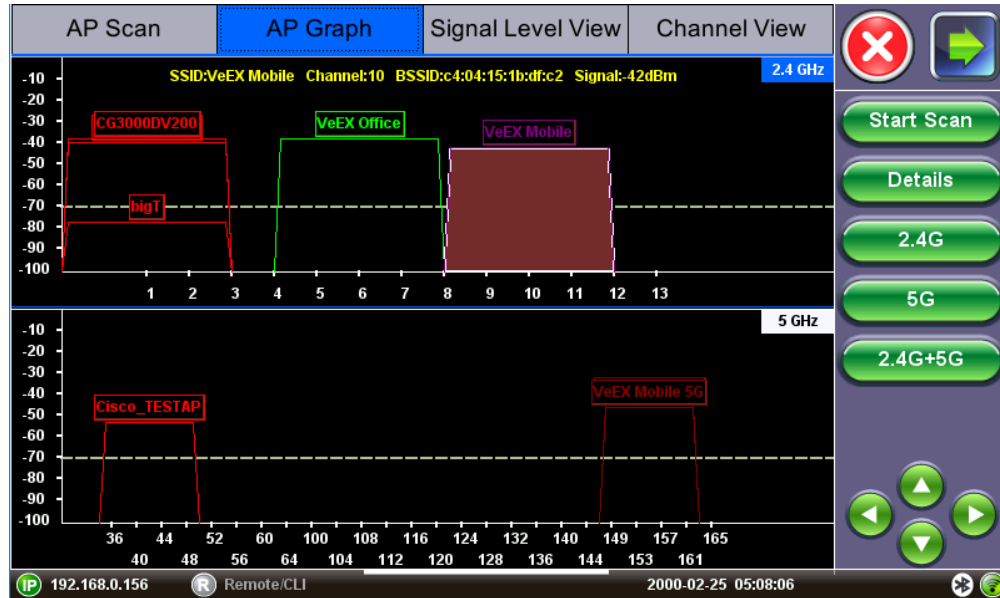 AP Scan AP Graph Signal Level View Channel View
SSID:VeEX Mobile Channel:10 BSSID:c4:04:15:1b:df:c2 Signal:-42dBm
2.4 GHz
-10
-20
-30
-40
-50
-60
-70
-80
-90
-100
CG3000DV200
VeEX Office
VeEX Mobile
bigT
1 2 3 4 5 6 7 8 9 10 11 12 13
5 GHz
-10
-20
-30
-40
-50
-60
-70
-80
-90
-100
VeEX Mobile 5G
Cisco_TESTAP
36 44 52 60 100 108 116 124 132 140 149 157 165
40 48 56 64 104 112 120 128 136 144 153 161
Start Scan
Details
2.4G
5G
2.4G+5G
IP 192.168.0.156 R Remote/CLI 2000-02-25 05:08:06